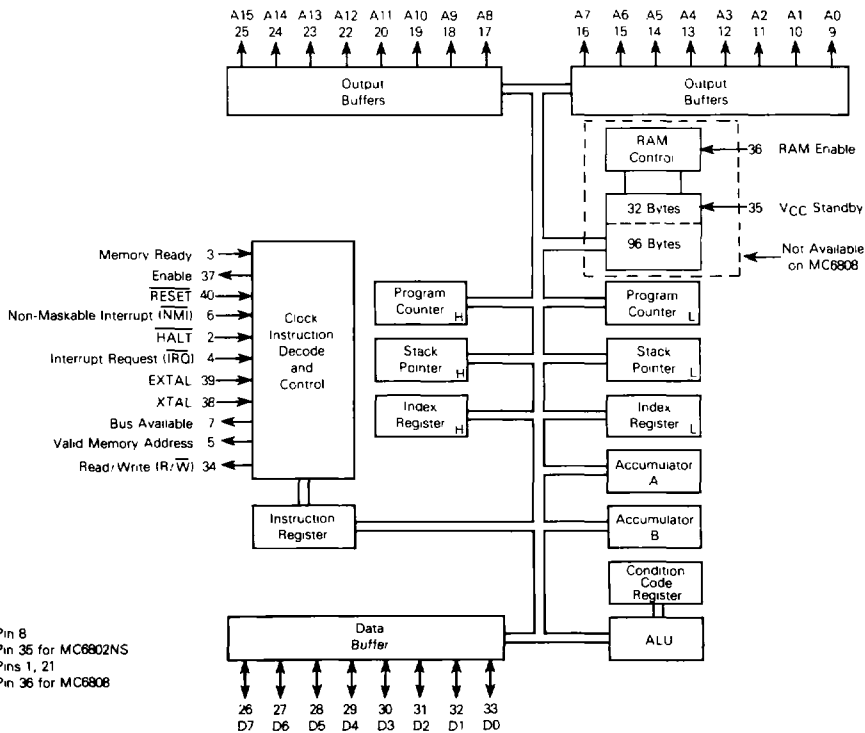 A15 A14 A13 A12 A11 A10 A9 A8
25 24 23 22 20 19 18 17
A7 A6 A5 A4 A3 A2 A1 A0
16 15 14 13 12 11 10 9
Output
Buffers
Output
Buffers
RAM
Control
36 RAM Enable
32 Bytes
35 VCC Standby
96 Bytes
Not Available
on MC6808
Memory Ready 3
Enable 37
RESET 40
Non-Maskable Interrupt (NMI) 6
HALT 2
Interrupt Request (IRQ) 4
EXTAL 39
XTAL 38
Bus Available 7
Valid Memory Address 5
Read/Write (R/W) 34
Clock
Instruction
Decode
and
Control
Program
Counter H
Program
Counter L
Stack
Pointer H
Stack
Pointer L
Index
Register H
Index
Register L
Accumulator
A
Instruction
Register
Accumulator
B
Condition
Code
Register
ALU
Data
Buffer
Pin 8
Pin 35 for MC6802NS
Pins 1, 21
Pin 36 for MC6808
26 27 28 29 30 31 32 33
D7 D6 D5 D4 D3 D2 D1 D0